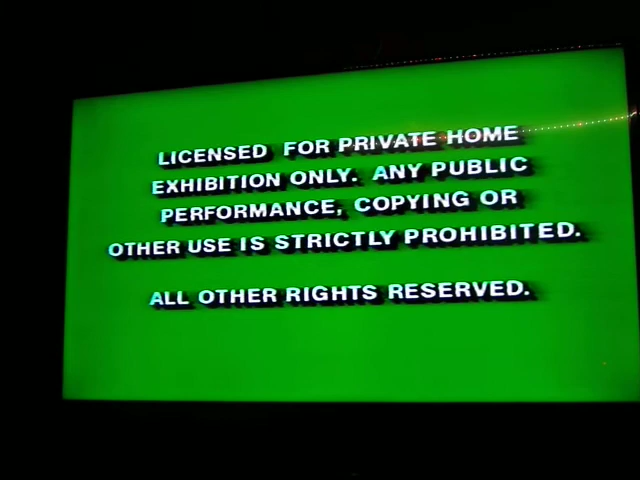 LICENSED FOR PRIVATE HOME
EXHIBITION ONLY. ANY PUBLIC
PERFORMANCE, COPYING OR
OTHER USE IS STRICTLY PROHIBITED.
ALL OTHER RIGHTS RESERVED.